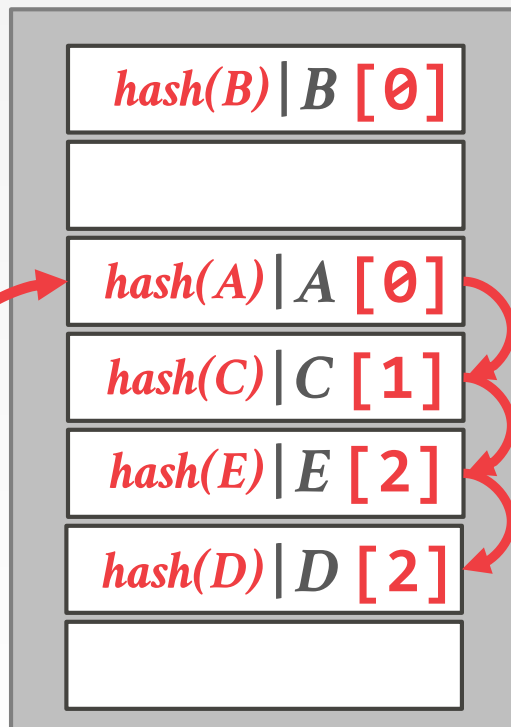 hash(B) | B [0]
hash(A) | A [0]
hash(C) | C [1]
hash(E) | E [2]
hash(D) | D [2]